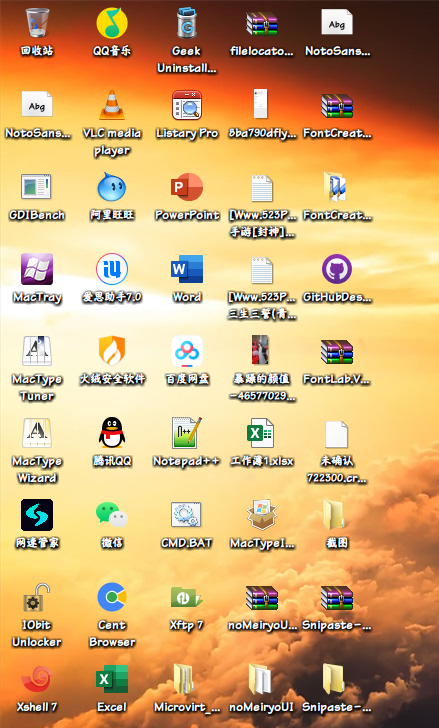 回收站
QQ音乐
Geek
Uninstall...
filelocato...
Abg
NotoSans...
Abg
NotoSans...
VLC media
player
Listary Pro
8ba790dfly...
FontCreat...
GDIBench
阿里旺旺
PowerPoint
[Www.523P...
手游[封神]...
FontCreat...
MacTray
爱思助手7.0
Word
[Www.523P...
三生三誓(青...
GitHubDes...
MacType
Tuner
火绒安全软件
百度网盘
暴躁的颜值
-46577029...
FontLab.V...
MacType
Wizard
腾讯QQ
Notepad++
工作薄1.xlsx
未确认
722300.cr...
网速管家
微信
CMD.BAT
MacTypeI...
截图
IObit
Unlocker
Cent
Browser
Xftp 7
noMeiryoU...
Snipaste-...
Xshell 7
Excel
Microvirt_...
noMeiryoUI
Snipaste-...